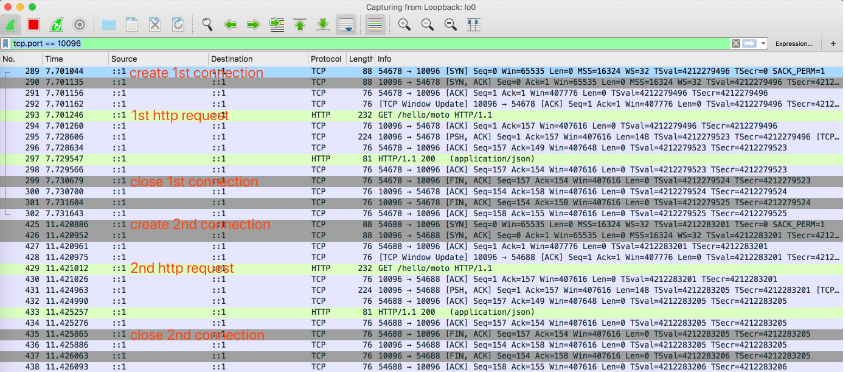 Capturing from Loopback: lo0
tcp.port == 10096 Expression... +
No. Time Source Destination Protocol Length Info
289 7.701044 ::1 create 1st connection ::1 TCP 88 54678 → 10096 [SYN] Seq=0 Win=65535 Len=0 MSS=16324 WS=32 TSval=4212279496 TSecr=0 SACK_PERM=1
290 7.701135 ::1 ::1 TCP 88 10096 → 54678 [SYN, ACK] Seq=0 Ack=1 Win=65535 Len=0 MSS=16324 WS=32 TSval=4212279496 TSecr=4212…
291 7.701156 ::1 ::1 TCP 76 54678 → 10096 [ACK] Seq=1 Ack=1 Win=407776 Len=0 TSval=4212279496 TSecr=4212279496
292 7.701162 ::1 ::1 TCP 76 [TCP Window Update] 10096 → 54678 [ACK] Seq=1 Ack=1 Win=407776 Len=0 TSval=4212279496 TSecr=4212…
293 7.701246 ::1 1st http request ::1 HTTP 232 GET /hello/moto HTTP/1.1
294 7.701260 ::1 ::1 TCP 76 10096 → 54678 [ACK] Seq=1 Ack=157 Win=407616 Len=0 TSval=4212279496 TSecr=4212279496
295 7.728606 ::1 ::1 TCP 224 10096 → 54678 [PSH, ACK] Seq=1 Ack=157 Win=407616 Len=148 TSval=4212279523 TSecr=4212279496 [TCP…
296 7.728634 ::1 ::1 TCP 76 54678 → 10096 [ACK] Seq=157 Ack=149 Win=407648 Len=0 TSval=4212279523 TSecr=4212279523
297 7.729547 ::1 ::1 HTTP 81 HTTP/1.1 200 (application/json)
298 7.729566 ::1 ::1 TCP 76 54678 → 10096 [ACK] Seq=157 Ack=154 Win=407616 Len=0 TSval=4212279523 TSecr=4212279523
299 7.730679 ::1 close 1st connection ::1 TCP 76 54678 → 10096 [FIN, ACK] Seq=157 Ack=154 Win=407616 Len=0 TSval=4212279524 TSecr=4212279523
300 7.730700 ::1 ::1 TCP 76 10096 → 54678 [ACK] Seq=154 Ack=158 Win=407616 Len=0 TSval=4212279524 TSecr=4212279524
301 7.731604 ::1 ::1 TCP 76 10096 → 54678 [FIN, ACK] Seq=154 Ack=158 Win=407616 Len=0 TSval=4212279525 TSecr=4212279524
302 7.731643 ::1 ::1 TCP 76 54678 → 10096 [ACK] Seq=158 Ack=155 Win=407616 Len=0 TSval=4212279525 TSecr=4212279525
425 11.420886 ::1 create 2nd connection ::1 TCP 88 54688 → 10096 [SYN] Seq=0 Win=65535 Len=0 MSS=16324 WS=32 TSval=4212283201 TSecr=0 SACK_PERM=1
426 11.420952 ::1 ::1 TCP 88 10096 → 54688 [SYN, ACK] Seq=0 Ack=1 Win=65535 Len=0 MSS=16324 WS=32 TSval=4212283201 TSecr=4212…
427 11.420961 ::1 ::1 TCP 76 54688 → 10096 [ACK] Seq=1 Ack=1 Win=407776 Len=0 TSval=4212283201 TSecr=4212283201
428 11.420975 ::1 ::1 TCP 76 [TCP Window Update] 10096 → 54688 [ACK] Seq=1 Ack=1 Win=407776 Len=0 TSval=4212283201 TSecr=4212…
429 11.421012 ::1 2nd http request ::1 HTTP 232 GET /hello/moto HTTP/1.1
430 11.421026 ::1 ::1 TCP 76 10096 → 54688 [ACK] Seq=1 Ack=157 Win=407616 Len=0 TSval=4212283201 TSecr=4212283201
431 11.424963 ::1 ::1 TCP 224 10096 → 54688 [PSH, ACK] Seq=1 Ack=157 Win=407616 Len=148 TSval=4212283205 TSecr=4212283201 [TCP…
432 11.424990 ::1 ::1 TCP 76 54688 → 10096 [ACK] Seq=157 Ack=149 Win=407648 Len=0 TSval=4212283205 TSecr=4212283205
433 11.425257 ::1 ::1 HTTP 81 HTTP/1.1 200 (application/json)
434 11.425276 ::1 ::1 TCP 76 54688 → 10096 [ACK] Seq=157 Ack=154 Win=407616 Len=0 TSval=4212283205 TSecr=4212283205
435 11.425865 ::1 close 2nd connection ::1 TCP 76 54688 → 10096 [FIN, ACK] Seq=157 Ack=154 Win=407616 Len=0 TSval=4212283205 TSecr=4212283205
436 11.425886 ::1 ::1 TCP 76 10096 → 54688 [ACK] Seq=154 Ack=158 Win=407616 Len=0 TSval=4212283205 TSecr=4212283205
437 11.426063 ::1 ::1 TCP 76 10096 → 54688 [FIN, ACK] Seq=154 Ack=158 Win=407616 Len=0 TSval=4212283206 TSecr=4212283205
438 11.426093 ::1 ::1 TCP 76 54688 → 10096 [ACK] Seq=158 Ack=155 Win=407616 Len=0 TSval=4212283206 TSecr=4212283206